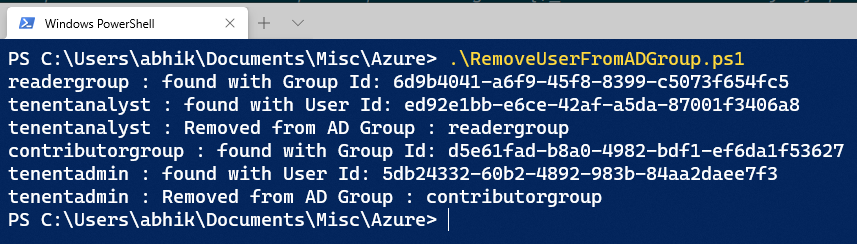 Windows PowerShell
PS C:\Users\abhik\Documents\Misc\Azure> .\RemoveUserFromADGroup.ps1
readergroup : found with Group Id: 6d9b4041-a6f9-45f8-8399-c5073f654fc5
tenentanalyst : found with User Id: ed92e1bb-e6ce-42af-a5da-87001f3406a8
tenentanalyst : Removed from AD Group : readergroup
contributorgroup : found with Group Id: d5e61fad-b8a0-4982-bdf1-ef6da1f53627
tenentadmin : found with User Id: 5db24332-60b2-4892-983b-84aa2daee7f3
tenentadmin : Removed from AD Group : contributorgroup
PS C:\Users\abhik\Documents\Misc\Azure>